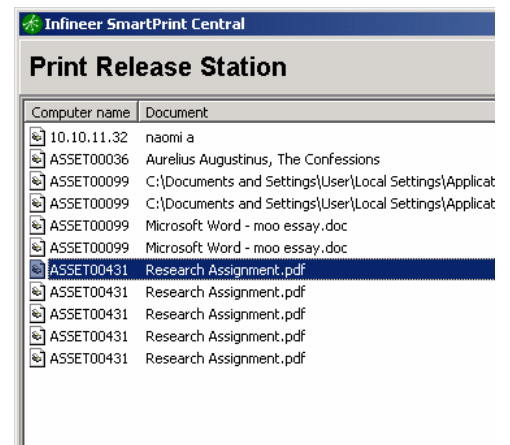 Infineer SmartPrint Central
Print Release Station
Computer name Document
10.10.11.32 naomi a
ASSET00036 Aurelius Augustinus, The Confessions
ASSET00099 C:\Documents and Settings\User\Local Settings\Applicat
ASSET00099 C:\Documents and Settings\User\Local Settings\Applicat
ASSET00099 Microsoft Word - moo essay.doc
ASSET00099 Microsoft Word - moo essay.doc
ASSET00431 Research Assignment.pdf
ASSET00431 Research Assignment.pdf
ASSET00431 Research Assignment.pdf
ASSET00431 Research Assignment.pdf
ASSET00431 Research Assignment.pdf